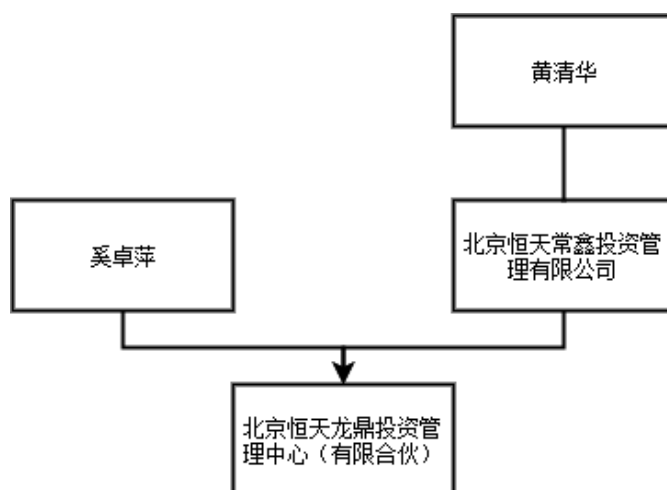 黄清华
奚卓萍
北京恒天常鑫投资管
理有限公司
北京恒天龙鼎投资管
理中心（有限合伙）